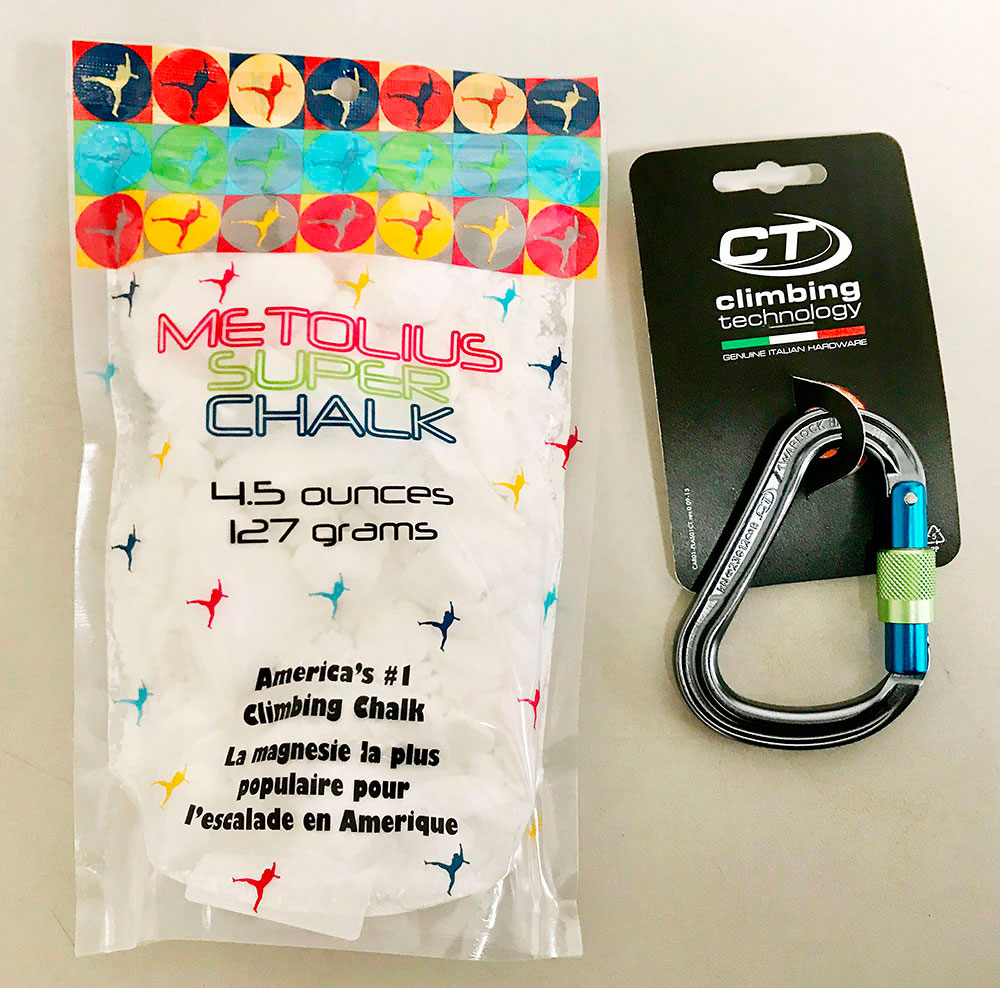 METOLIUS
SUPER
CHALK
4.5 ounces
127 grams
America's #1
Climbing Chalk
La magnesie la plus
populaire pour
l'escalade en Amerique
CT
climbing
technology
GENUINE ITALIAN HARDWARE